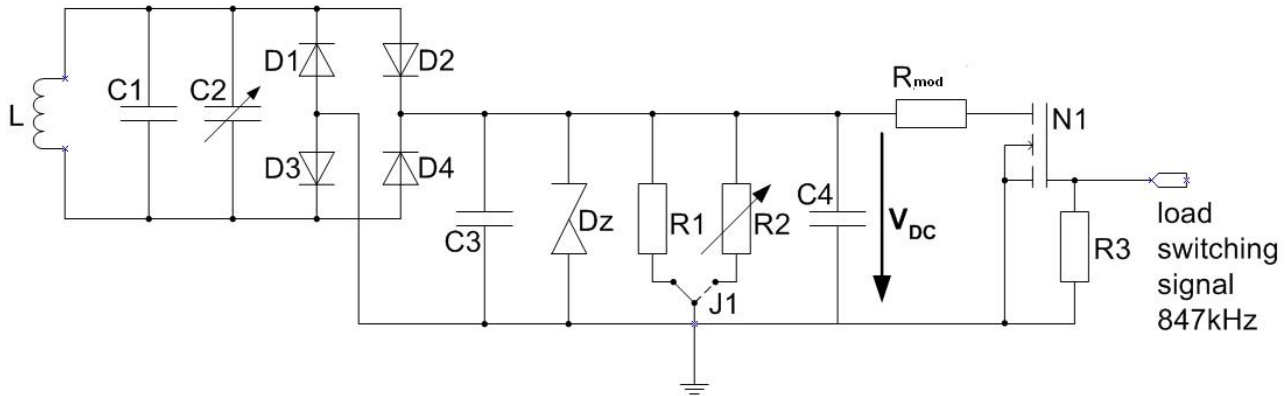 L
C1
C2
D1
D2
D3
D4
C3
Dz
R1
R2
J1
C4
V_DC
R_mod
N1
R3
load
switching
signal
847kHz